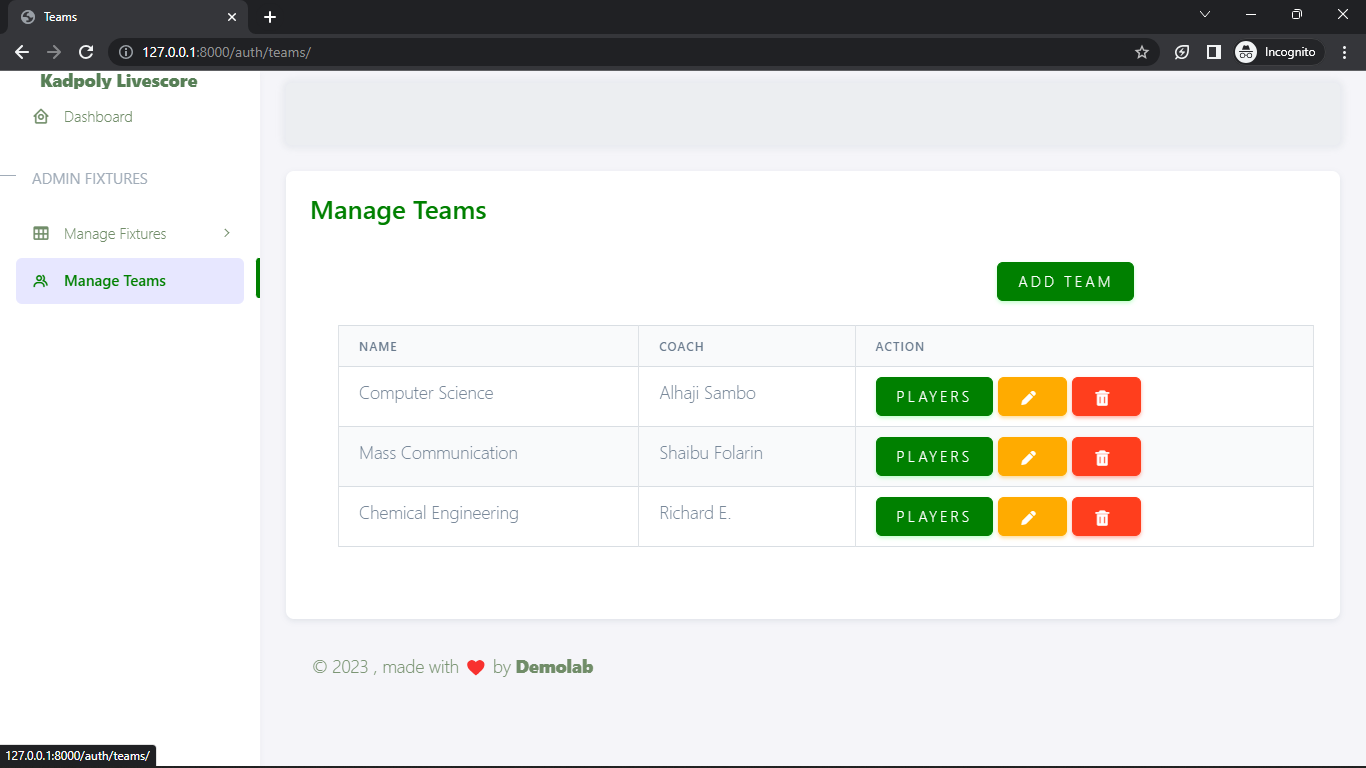 Teams
127.0.0.1:8000/auth/teams/
Incognito
Kadpoly Livescore
Dashboard
ADMIN FIXTURES
Manage Fixtures
Manage Teams
Manage Teams
ADD TEAM
NAME COACH ACTION
Computer Science Alhaji Sambo PLAYERS
Mass Communication Shaibu Folarin PLAYERS
Chemical Engineering Richard E. PLAYERS
© 2023 , made with ❤️ by Demolab
127.0.0.1:8000/auth/teams/